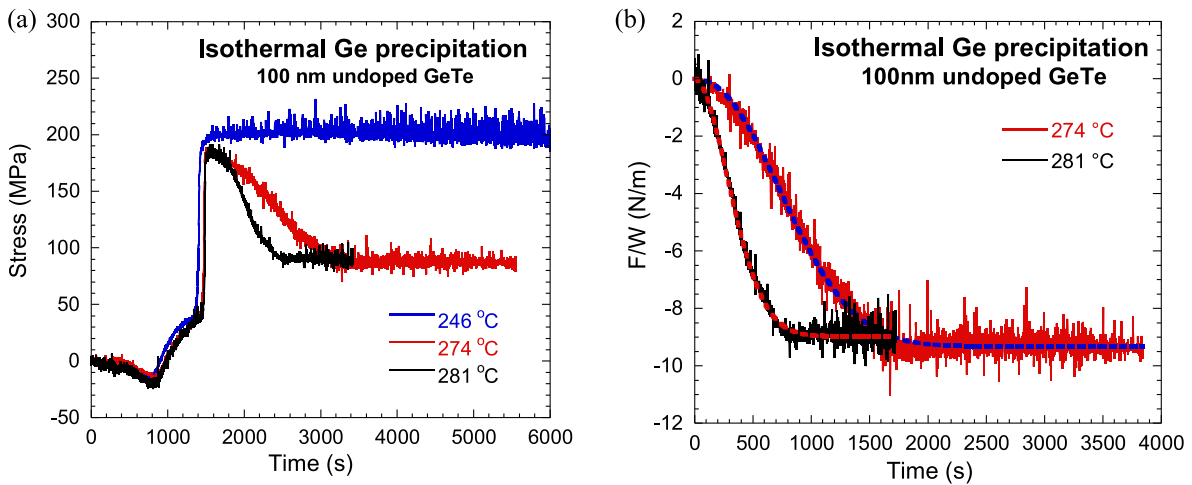 (a)
Isothermal Ge precipitation
100 nm undoped GeTe
300
250
200
150
100
50
0
-50
Stress (MPa)
246 °C
274 °C
281 °C
0 1000 2000 3000 4000 5000 6000
Time (s)
(b)
Isothermal Ge precipitation
100nm undoped GeTe
2
0
-2
-4
-6
-8
-10
-12
F/W (N/m)
274 °C
281 °C
0 500 1000 1500 2000 2500 3000 3500 4000
Time (s)